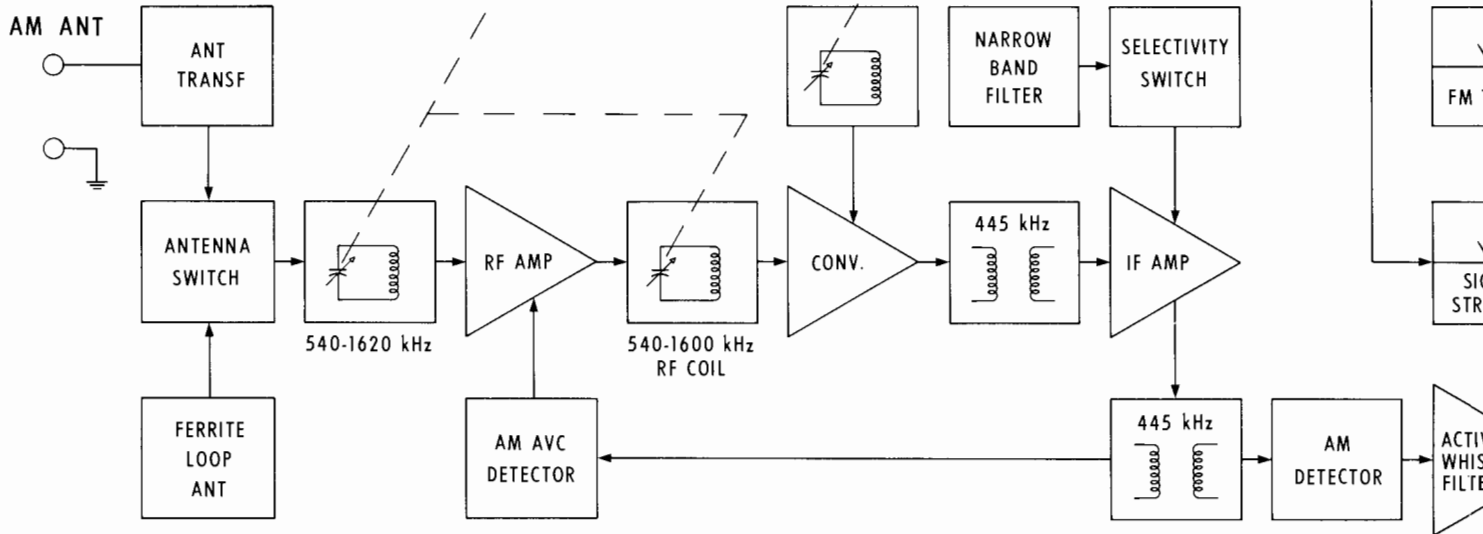 AM ANT
ANT
TRANSF
NARROW
BAND
FILTER
SELECTIVITY
SWITCH
FM
ANTENNA
SWITCH
540-1620 kHz
RF AMP
540-1600 kHz
RF COIL
CONV.
445 kHz
IF AMP
FERRITE
LOOP
ANT
AM AVC
DETECTOR
445 kHz
AM
DETECTOR